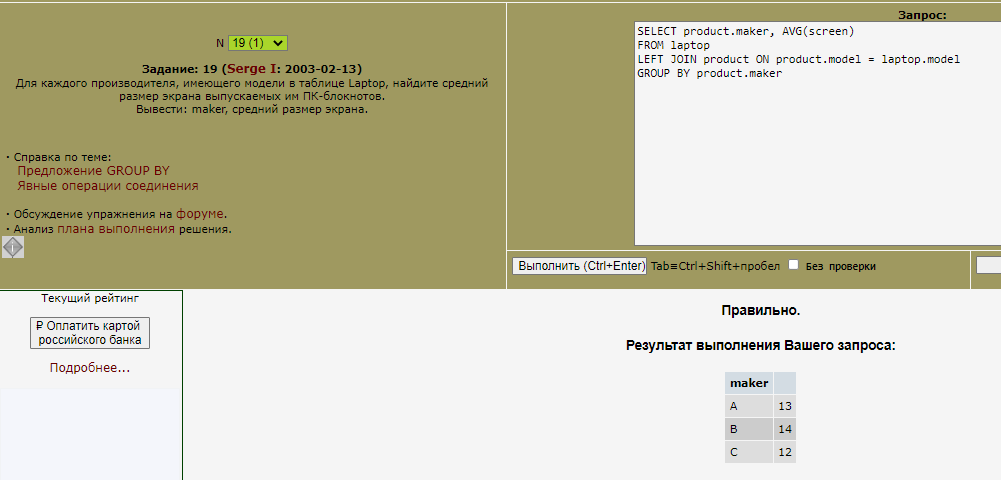 N 19 (1)
Задание: 19 (Serge I: 2003-02-13)
Для каждого производителя, имеющего модели в таблице Laptop, найдите средний
размер экрана выпускаемых им ПК-блокнотов.
Вывести: maker, средний размер экрана.
· Справка по теме:
Предложение GROUP BY
Явные операции соединения
· Обсуждение упражнения на форуме.
· Анализ плана выполнения решения.
Запрос:
SELECT product.maker, AVG(screen)
FROM laptop
LEFT JOIN product ON product.model = laptop.model
GROUP BY product.maker
Выполнить (Ctrl+Enter) Tab≡Ctrl+Shift+пробел Без проверки
Текущий рейтинг
₽ Оплатить картой
российского банка
Подробнее...
Правильно.
Результат выполнения Вашего запроса:
maker
A 13
B 14
C 12